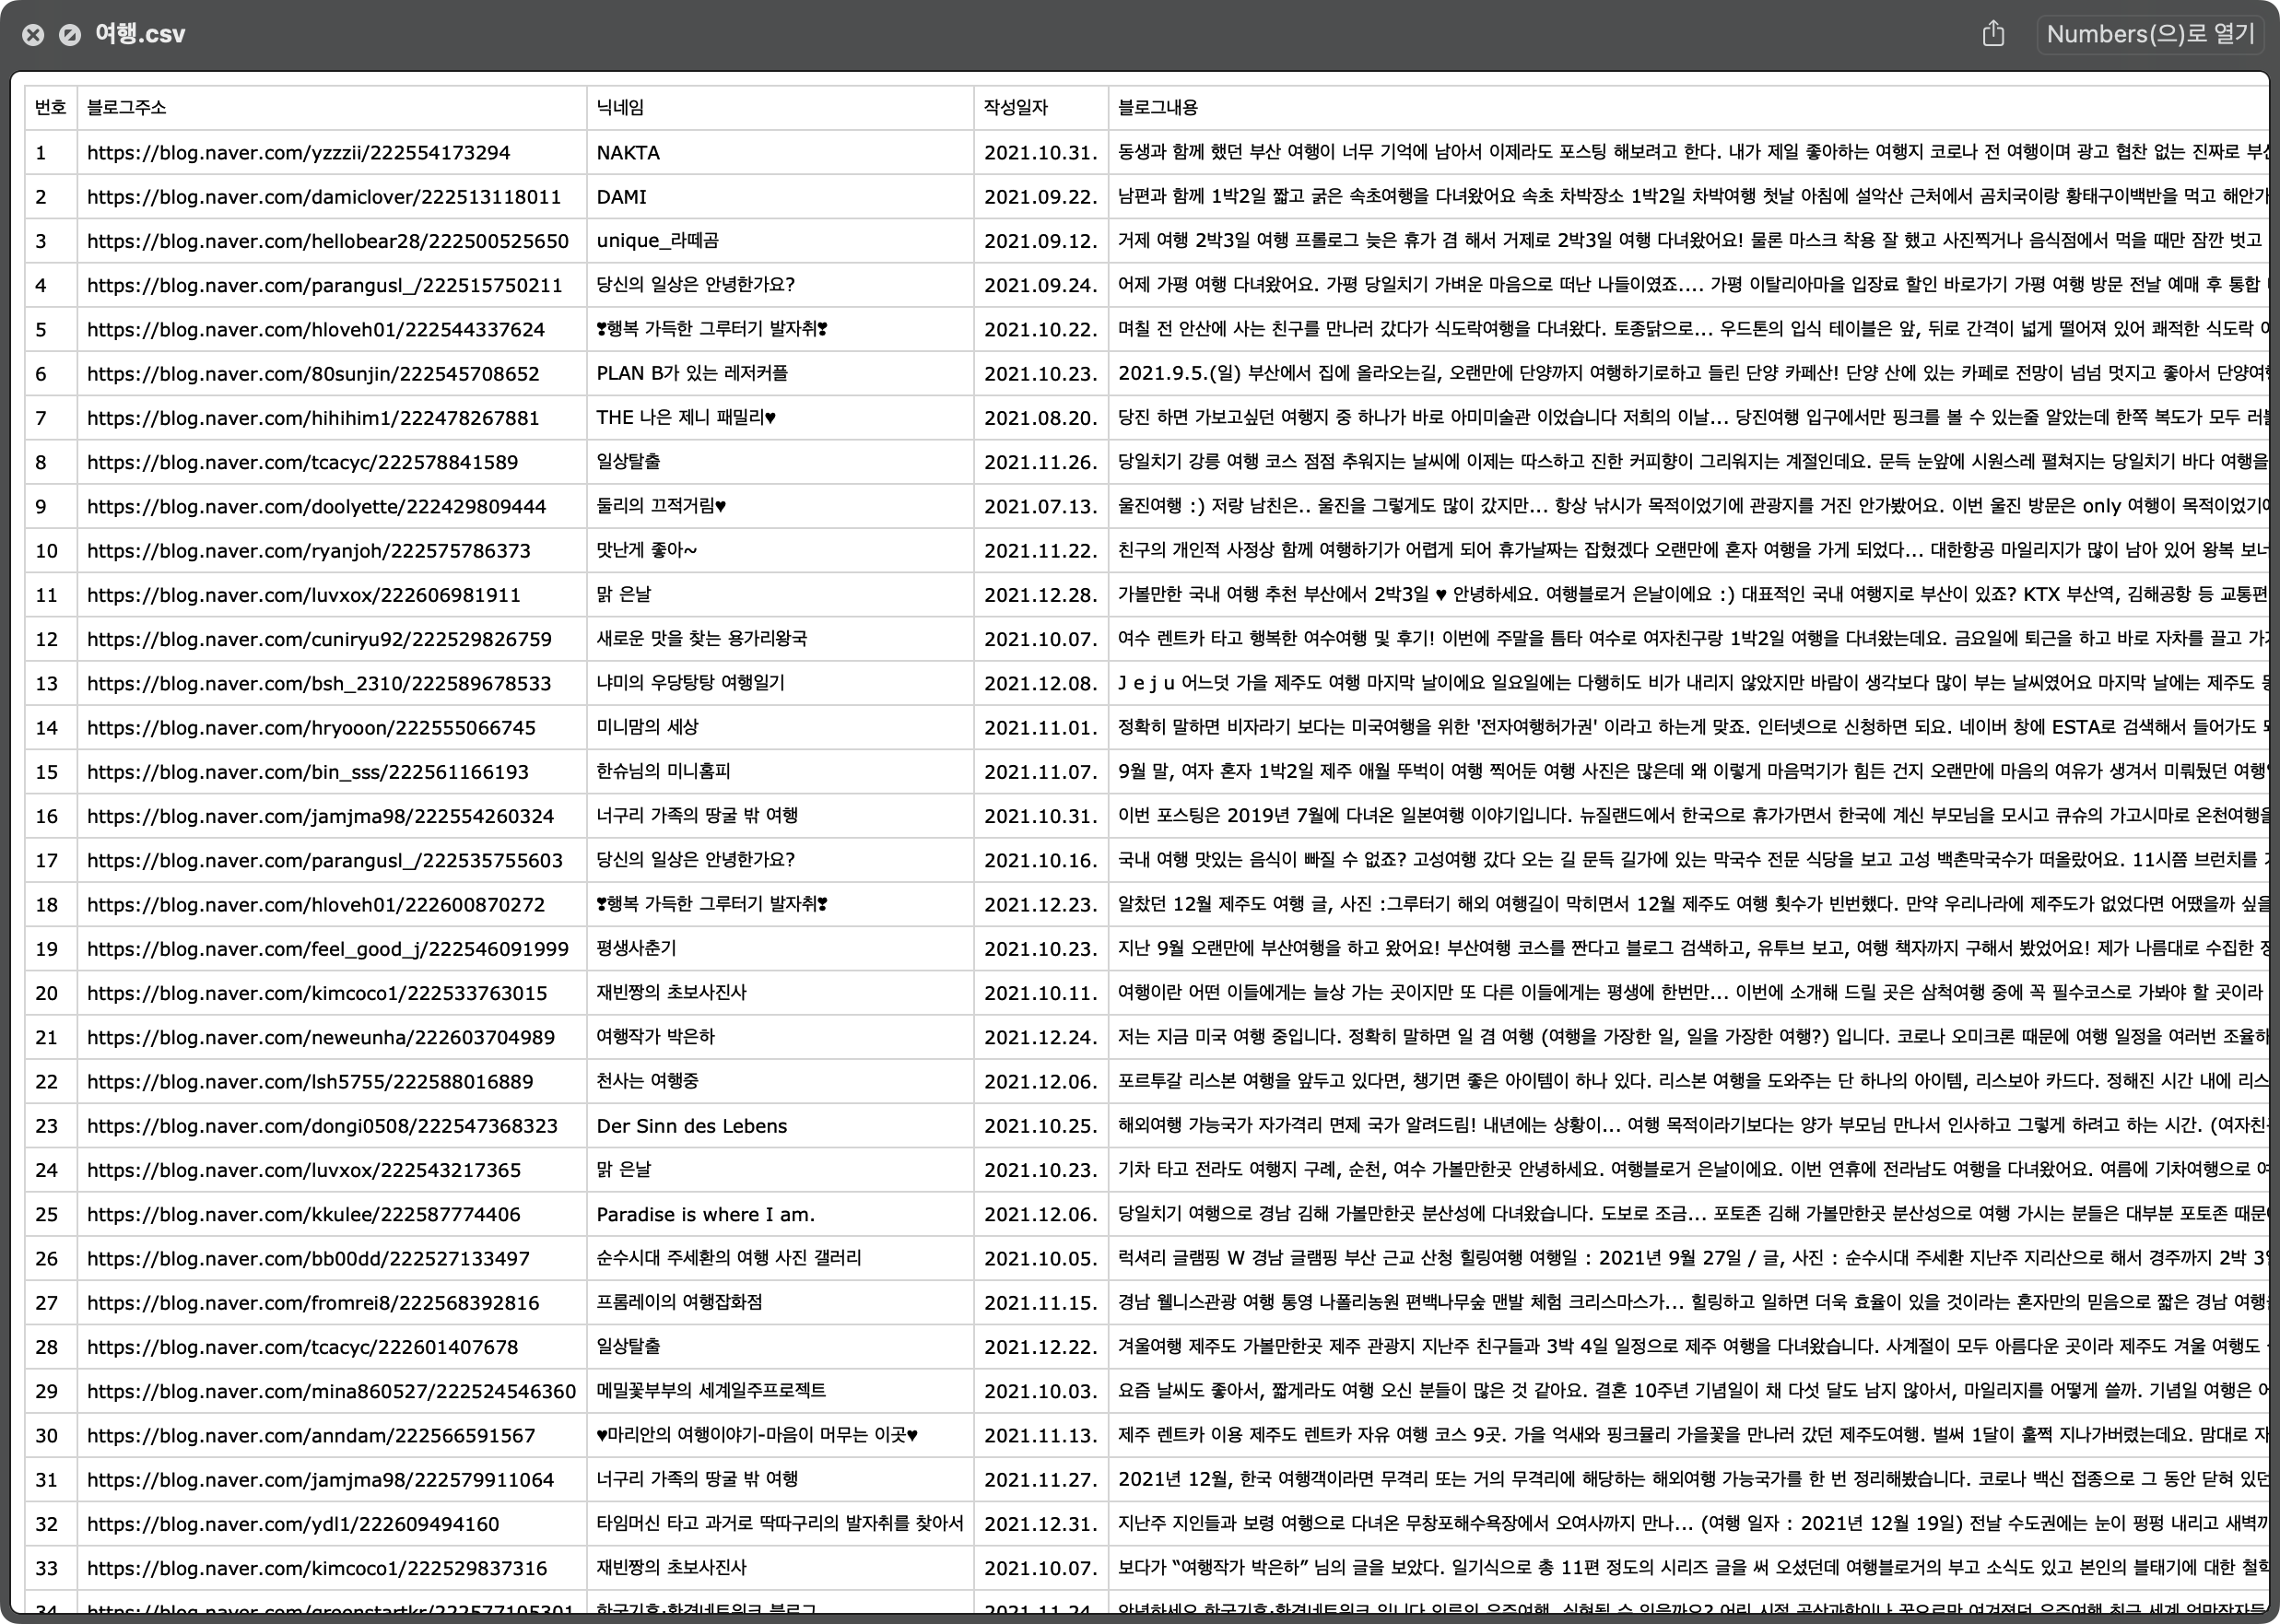 여행.csv
Numbers(으)로 열기
번호 블로그주소 닉네임 작성일자 블로그내용
1 https://blog.naver.com/yzzzii/222554173294 NAKTA 2021.10.31. 동생과 함께 했던 부산 여행이 너무 기억에 남아서 이제라도 포스팅 해보려고 한다. 내가 제일 좋아하는 여행지 코로나 전 여행이며 광고 협찬 없는 진짜로
2 https://blog.naver.com/damiclover/222513118011 DAMI 2021.09.22. 남편과 함께 1박2일 짧고 굵은 속초여행을 다녀왔어요 속초 차박장소 1박2일 차박여행 첫날 아침에 설악산 근처에서 곰치국이랑 황태구이백반을 먹고 해안가
3 https://blog.naver.com/hellobear28/222500525650 unique_라떼곰 2021.09.12. 거제 여행 2박3일 여행 프롤로그 늦은 휴가 겸 해서 거제로 2박3일 여행 다녀왔어요! 물론 마스크 착용 잘 했고 사진찍거나 음식점에서 먹을 때만 잠깐 벗고
4 https://blog.naver.com/parangusl_/222515750211 당신의 일상은 안녕한가요? 2021.09.24. 어제 가평 여행 다녀왔어요. 가평 당일치기 가벼운 마음으로 떠난 나들이였죠.... 가평 이탈리아마을 입장료 할인 바로가기 가평 여행 방문 전날 예매 후 통합
5 https://blog.naver.com/hloveh01/222544337624 ❣행복 가득한 그루터기 발자취❣ 2021.10.22. 며칠 전 안산에 사는 친구를 만나러 갔다가 식도락여행을 다녀왔다. 토종닭으로... 우드톤의 입식 테이블은 앞, 뒤로 간격이 넓게 떨어져 있어 쾌적한 식도락
6 https://blog.naver.com/80sunjin/222545708652 PLAN B가 있는 레저커플 2021.10.23. 2021.9.5.(일) 부산에서 집에 올라오는길, 오랜만에 단양까지 여행하기로하고 들린 단양 카페산! 단양 산에 있는 카페로 전망이 넘넘 멋지고 좋아서
7 https://blog.naver.com/hihihim1/222478267881 THE 나은 제니 패밀리♥ 2021.08.20. 당진 하면 가보고싶던 여행지 중 하나가 바로 아미미술관 이었습니다 저희의 이날... 당진여행 입구에서만 핑크를 볼 수 있는줄 알았는데 한쪽 복도가 모두
8 https://blog.naver.com/tcacyc/222578841589 일상탈출 2021.11.26. 당일치기 강릉 여행 코스 점점 추워지는 날씨에 이제는 따스하고 진한 커피향이 그리워지는 계절인데요. 문득 눈앞에 시원스레 펼쳐지는 당일치기 바다 여행을
9 https://blog.naver.com/doolyette/222429809444 둘리의 끄적거림♥ 2021.07.13. 울진여행 :) 저랑 남친은.. 울진을 그렇게도 많이 갔지만... 항상 낚시가 목적이었기에 관광지를 거진 안가봤어요. 이번 울진 방문은 only 여행이
10 https://blog.naver.com/ryanjoh/222575786373 맛난게 좋아~ 2021.11.22. 친구의 개인적 사정상 함께 여행하기가 어렵게 되어 휴가날짜는 잡혔겠다 오랜만에 혼자 여행을 가게 되었다... 대한항공 마일리지가 많이 남아 있어 왕복
11 https://blog.naver.com/luvxox/222606981911 맑 은날 2021.12.28. 가볼만한 국내 여행 추천 부산에서 2박3일 ♥ 안녕하세요. 여행블로거 은날이에요 :) 대표적인 국내 여행지로 부산이 있죠? KTX 부산역, 김해공항 등 교통편
12 https://blog.naver.com/cuniryu92/222529826759 새로운 맛을 찾는 용가리왕국 2021.10.07. 여수 렌트카 타고 행복한 여수여행 및 후기! 이번에 주말을 틈타 여수로 여자친구랑 1박2일 여행을 다녀왔는데요. 금요일에 퇴근을 하고 바로 자차를 끌고
13 https://blog.naver.com/bsh_2310/222589678533 냐미의 우당탕탕 여행일기 2021.12.08. J e j u 어느덧 가을 제주도 여행 마지막 날이에요 일요일에는 다행히도 비가 내리지 않았지만 바람이 생각보다 많이 부는 날씨였어요 마지막 날에는 제주도
14 https://blog.naver.com/hryooon/222555066745 미니맘의 세상 2021.11.01. 정확히 말하면 비자라기 보다는 미국여행을 위한 '전자여행허가권' 이라고 하는게 맞죠. 인터넷으로 신청하면 되요. 네이버 창에 ESTA로 검색해서 들어가도
15 https://blog.naver.com/bin_sss/222561166193 한슈님의 미니홈피 2021.11.07. 9월 말, 여자 혼자 1박2일 제주 애월 뚜벅이 여행 찍어둔 여행 사진은 많은데 왜 이렇게 마음먹기가 힘든 건지 오랜만에 마음의 여유가 생겨서 미뤄뒀던
16 https://blog.naver.com/jamjma98/222554260324 너구리 가족의 땅굴 밖 여행 2021.10.31. 이번 포스팅은 2019년 7월에 다녀온 일본여행 이야기입니다. 뉴질랜드에서 한국으로 휴가가면서 한국에 계신 부모님을 모시고 큐슈의 가고시마로 온천여행을
17 https://blog.naver.com/parangusl_/222535755603 당신의 일상은 안녕한가요? 2021.10.16. 국내 여행 맛있는 음식이 빠질 수 없죠? 고성여행 갔다 오는 길 문득 길가에 있는 막국수 전문 식당을 보고 고성 백촌막국수가 떠올랐어요. 11시쯤 브런치를
18 https://blog.naver.com/hloveh01/222600870272 ❣행복 가득한 그루터기 발자취❣ 2021.12.23. 알찼던 12월 제주도 여행 글, 사진 :그루터기 해외 여행길이 막히면서 12월 제주도 여행 횟수가 빈번했다. 만약 우리나라에 제주도가 없었다면 어땠을까 싶을
19 https://blog.naver.com/feel_good_j/222546091999 평생사춘기 2021.10.23. 지난 9월 오랜만에 부산여행을 하고 왔어요! 부산여행 코스를 짠다고 블로그 검색하고, 유투브 보고, 여행 책자까지 구해서 봤었어요! 제가 나름대로 수집한
20 https://blog.naver.com/kimcoco1/222533763015 재빈짱의 초보사진사 2021.10.11. 여행이란 어떤 이들에게는 늘상 가는 곳이지만 또 다른 이들에게는 평생에 한번만... 이번에 소개해 드릴 곳은 삼척여행 중에 꼭 필수코스로 가봐야 할 곳이라
21 https://blog.naver.com/neweunha/222603704989 여행작가 박은하 2021.12.24. 저는 지금 미국 여행 중입니다. 정확히 말하면 일 겸 여행 (여행을 가장한 일, 일을 가장한 여행?) 입니다. 코로나 오미크론 때문에 여행 일정을 여러번
22 https://blog.naver.com/lsh5755/222588016889 천사는 여행중 2021.12.06. 포르투갈 리스본 여행을 앞두고 있다면, 챙기면 좋은 아이템이 하나 있다. 리스본 여행을 도와주는 단 하나의 아이템, 리스보아 카드다. 정해진 시간 내에
23 https://blog.naver.com/dongi0508/222547368323 Der Sinn des Lebens 2021.10.25. 해외여행 가능국가 자가격리 면제 국가 알려드림! 내년에는 상황이... 여행 목적이라기보다는 양가 부모님 만나서 인사하고 그렇게 하려고 하는 시간.
24 https://blog.naver.com/luvxox/222543217365 맑 은날 2021.10.23. 기차 타고 전라도 여행지 구례, 순천, 여수 가볼만한곳 안녕하세요. 여행블로거 은날이에요. 이번 연휴에 전라남도 여행을 다녀왔어요. 여름에 기차여행으로
25 https://blog.naver.com/kkulee/222587774406 Paradise is where I am. 2021.12.06. 당일치기 여행으로 경남 김해 가볼만한곳 분산성에 다녀왔습니다. 도보로 조금... 포토존 김해 가볼만한곳 분산성으로 여행 가시는 분들은 대부분 포토존
26 https://blog.naver.com/bb00dd/222527133497 순수시대 주세환의 여행 사진 갤러리 2021.10.05. 럭셔리 글램핑 W 경남 글램핑 부산 근교 산청 힐링여행 여행일 : 2021년 9월 27일 / 글, 사진 : 순수시대 주세환 지난주 지리산으로 해서 경주까지 2박
27 https://blog.naver.com/fromrei8/222568392816 프롬레이의 여행잡화점 2021.11.15. 경남 웰니스관광 여행 통영 나폴리농원 편백나무숲 맨발 체험 크리스마스가... 힐링하고 일하면 더욱 효율이 있을 것이라는 혼자만의 믿음으로 짧은 경남
28 https://blog.naver.com/tcacyc/222601407678 일상탈출 2021.12.22. 겨울여행 제주도 가볼만한곳 제주 관광지 지난주 친구들과 3박 4일 일정으로 제주 여행을 다녀왔습니다. 사계절이 모두 아름다운 곳이라 제주도 겨울 여행도
29 https://blog.naver.com/mina860527/222524546360 메밀꽃부부의 세계일주프로젝트 2021.10.03. 요즘 날씨도 좋아서, 짧게라도 여행 오신 분들이 많은 것 같아요. 결혼 10주년 기념일이 채 다섯 달도 남지 않아서, 마일리지를 어떻게 쓸까. 기념일 여행은
30 https://blog.naver.com/anndam/222566591567 ♥마리안의 여행이야기-마음이 머무는 이곳♥ 2021.11.13. 제주 렌트카 이용 제주도 렌트카 자유 여행 코스 9곳. 가을 억새와 핑크뮬리 가을꽃을 만나러 갔던 제주도여행. 벌써 1달이 훌쩍 지나가버렸는데요. 맘대로
31 https://blog.naver.com/jamjma98/222579911064 너구리 가족의 땅굴 밖 여행 2021.11.27. 2021년 12월, 한국 여행객이라면 무격리 또는 거의 무격리에 해당하는 해외여행 가능국가를 한 번 정리해봤습니다. 코로나 백신 접종으로 그 동안 닫혀 있던
32 https://blog.naver.com/ydl1/222609494160 타임머신 타고 과거로 딱따구리의 발자취를 찾아서 2021.12.31. 지난주 지인들과 보령 여행으로 다녀온 무창포해수욕장에서 오여사까지 만나... (여행 일자 : 2021년 12월 19일) 전날 수도권에는 눈이 펑펑 내리고
33 https://blog.naver.com/kimcoco1/222529837316 재빈짱의 초보사진사 2021.10.07. 보다가 “여행작가 박은하” 님의 글을 보았다. 일기식으로 총 11편 정도의 시리즈 글을 써 오셨던데 여행블로거의 부고 소식도 있고 본인의 블태기에 대한
34 https://blog.naver.com/greenstartkr/222577105301 한국기후·환경네트워크 블로그 2021.11.24. 안녕하세요 한국기후·환경네트워크 입니다